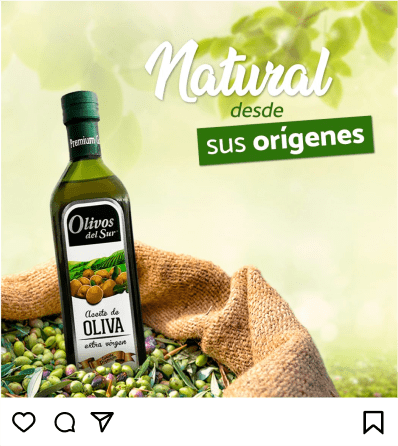 Natural
desde
sus orígenes
Premium
Olivos
del Sur
Aceite de
OLIVA
extra virgen